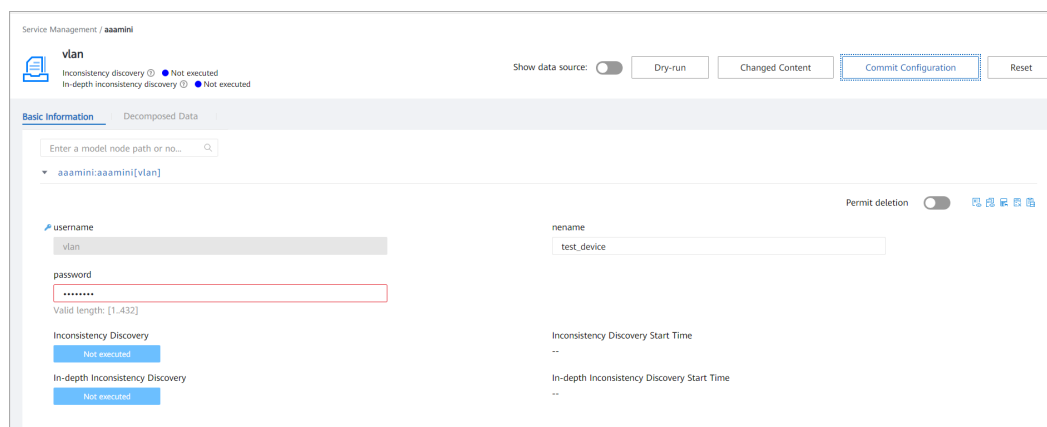 Service Management / aaamini
vlan
Inconsistency discovery ? Not executed
In-depth inconsistency discovery ? Not executed
Show data source:
Dry-run
Changed Content
Commit Configuration
Reset
Basic Information
Decomposed Data
Enter a model node path or no...
aaamini:aaamini[vlan]
Permit deletion
username
nename
vlan
test_device
password
••••••••
Valid length: [1..432]
Inconsistency Discovery
Inconsistency Discovery Start Time
Not executed
--
In-depth Inconsistency Discovery
In-depth Inconsistency Discovery Start Time
Not executed
--